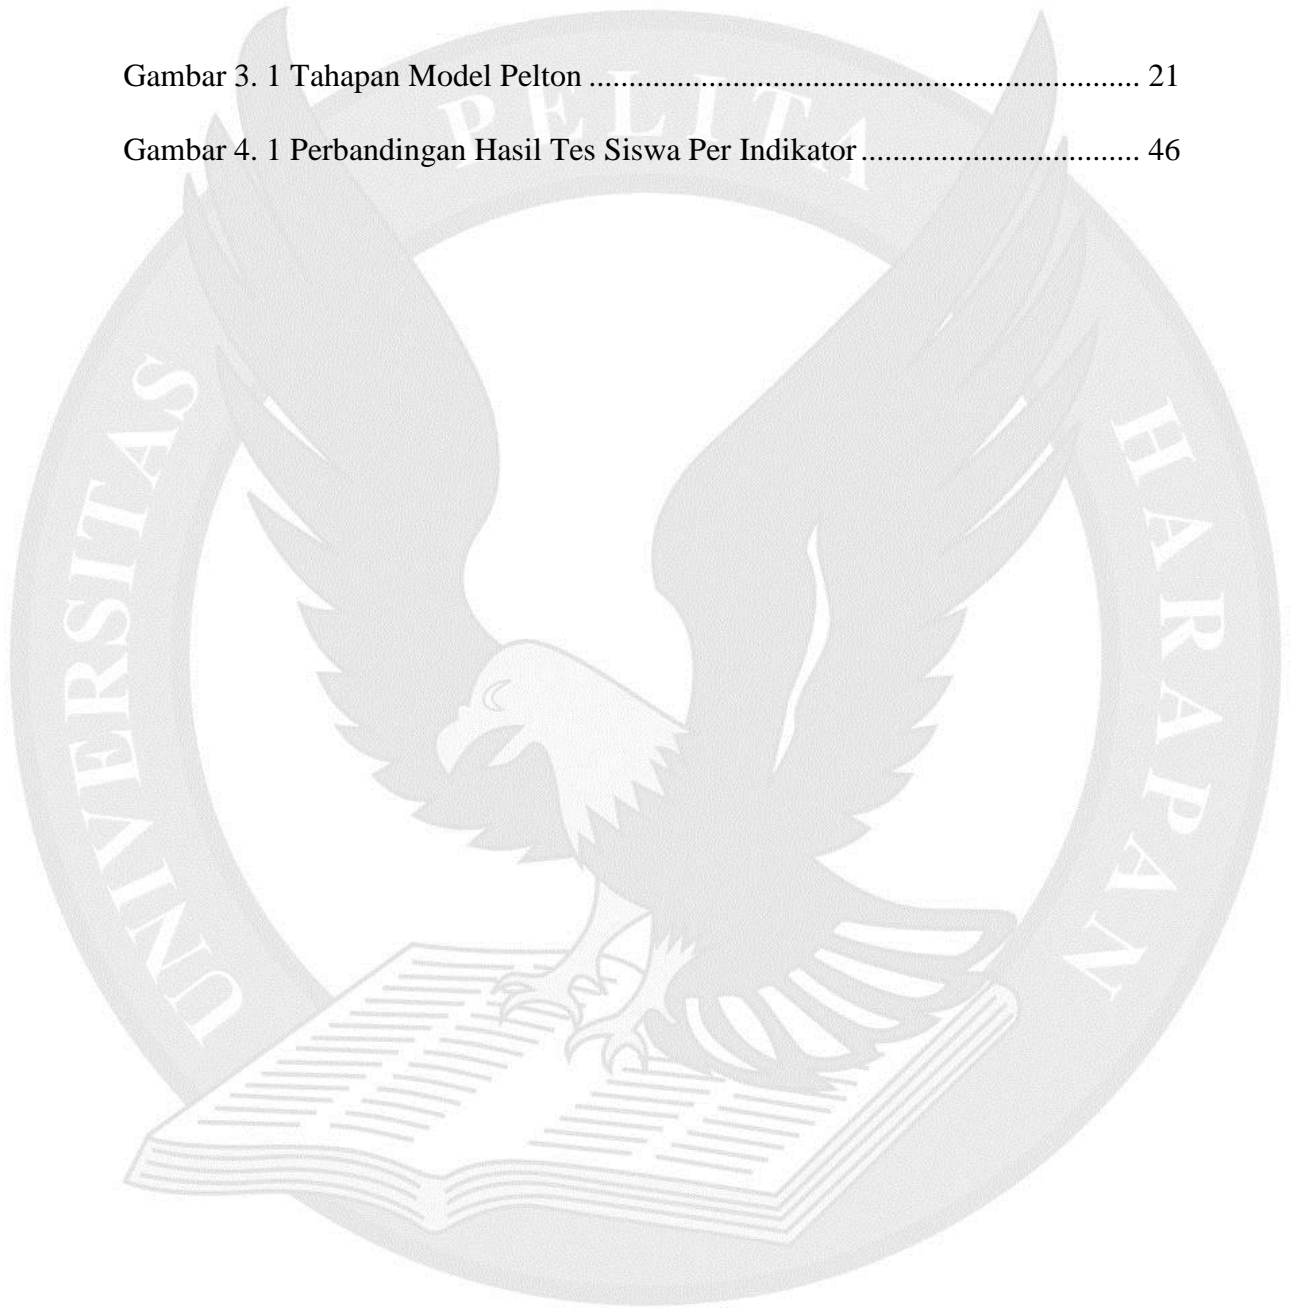 Gambar 3. 1 Tahapan Model Pelton ...................................................................... 21
Gambar 4. 1 Perbandingan Hasil Tes Siswa Per Indikator ................................... 46
UNIVERSITAS PELITA HARAPAN